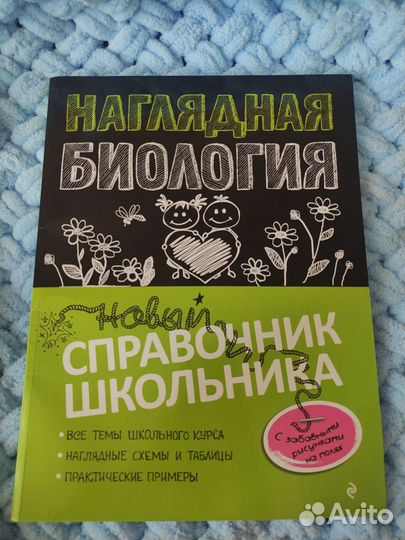 НАГЛЯДНАЯ
БИОЛОГИЯ
Новый
СПРАВОЧНИК
ШКОЛЬНИКА
• ВСЕ ТЕМЫ ШКОЛЬНОГО КУРСА
• НАГЛЯДНЫЕ СХЕМЫ И ТАБЛИЦЫ
• ПРАКТИЧЕСКИЕ ПРИМЕРЫ
С забавными
рисунками
на полях
Avito